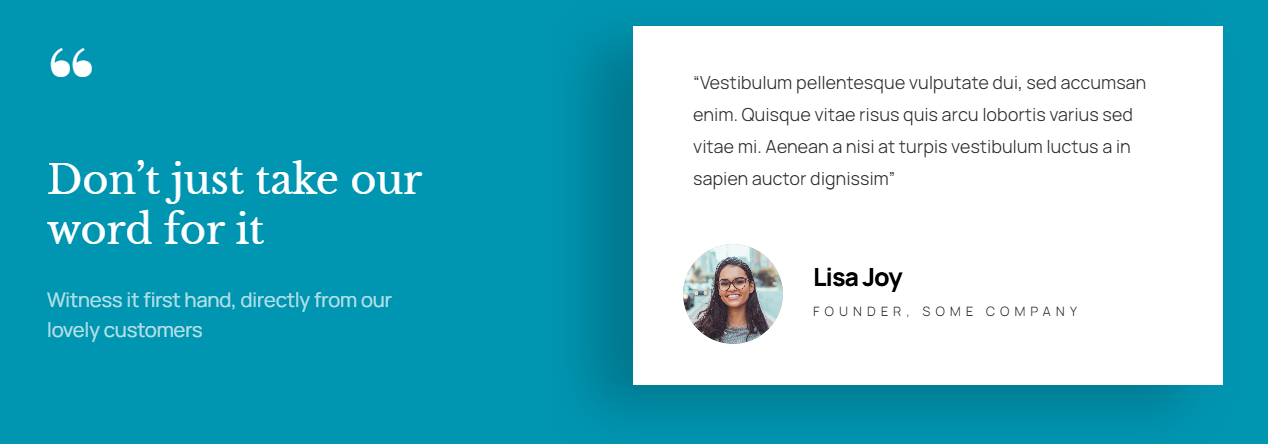 “
Don’t just take our
word for it
Witness it first hand, directly from our
lovely customers
“Vestibulum pellentesque vulputate dui, sed accumsan
enim. Quisque vitae risus quis arcu lobortis varius sed
vitae mi. Aenean a nisi at turpis vestibulum luctus a in
sapien auctor dignissim”
Lisa Joy
FOUNDER, SOME COMPANY